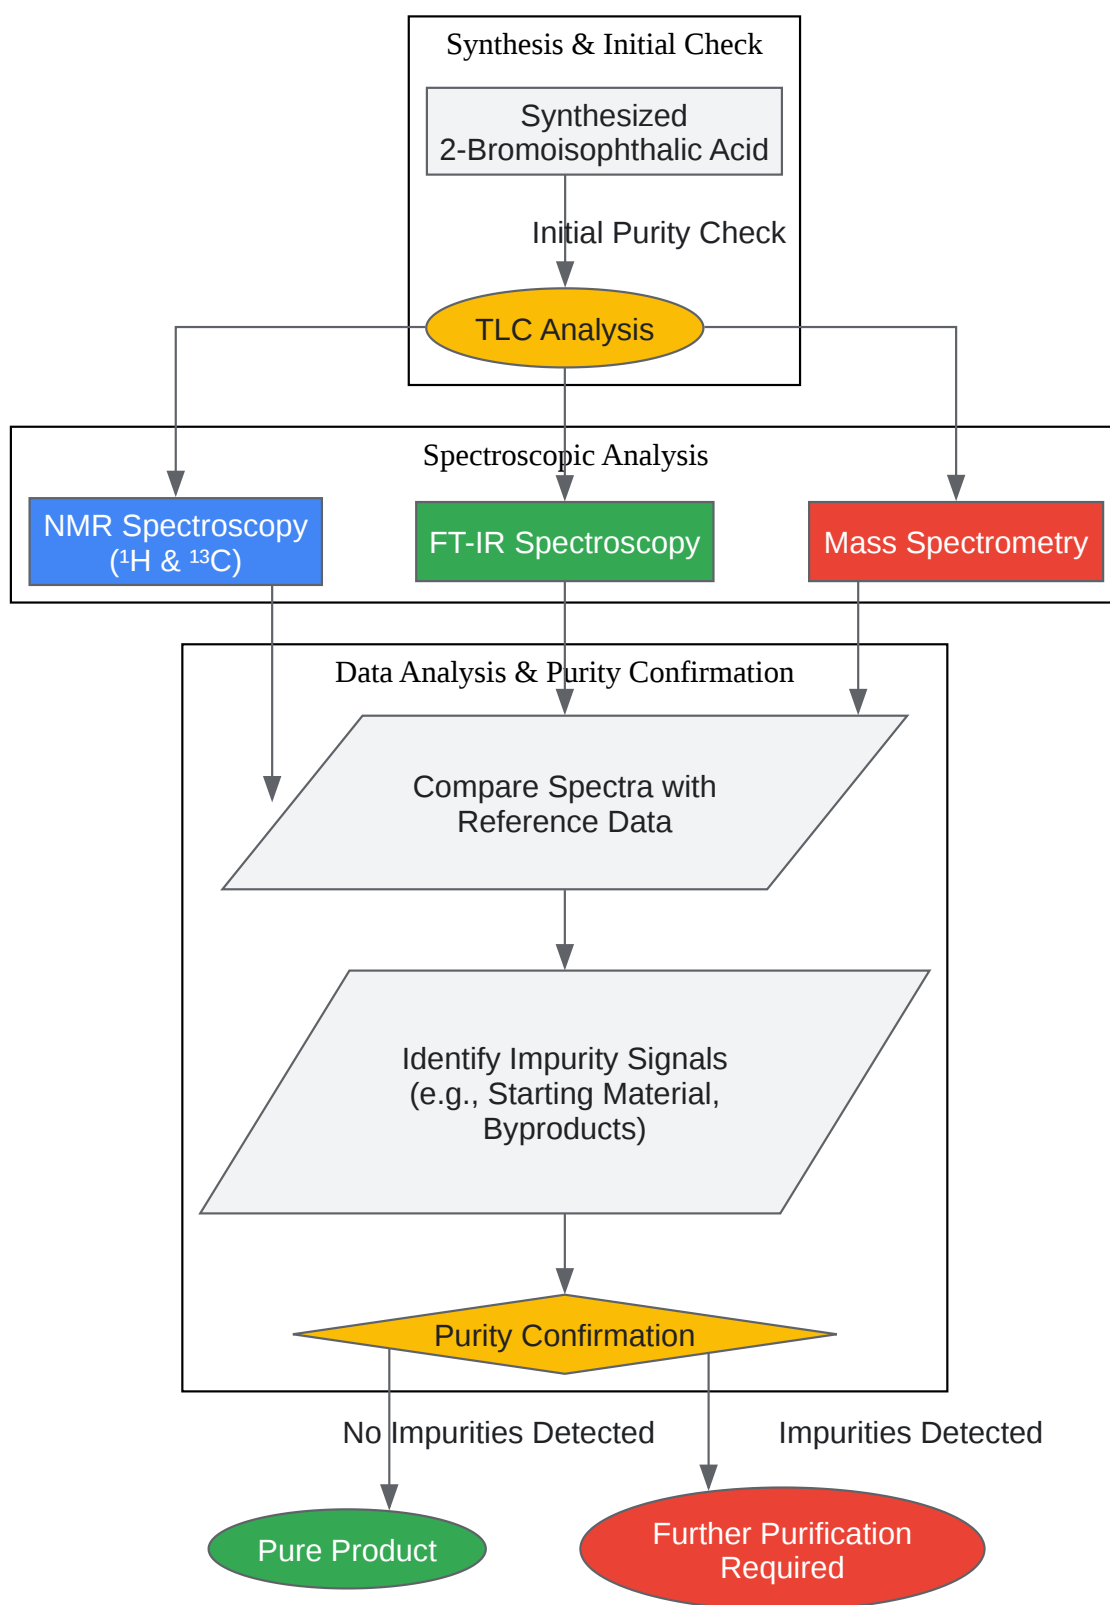 Synthesis & Initial Check
Synthesized
2-Bromoisophthalic Acid
Initial Purity Check
TLC Analysis
Spectroscopic Analysis
NMR Spectroscopy
(¹H & ¹³C)
FT-IR Spectroscopy
Mass Spectrometry
Data Analysis & Purity Confirmation
Compare Spectra with
Reference Data
Identify Impurity Signals
(e.g., Starting Material,
Byproducts)
Purity Confirmation
No Impurities Detected
Impurities Detected
Pure Product
Further Purification
Required